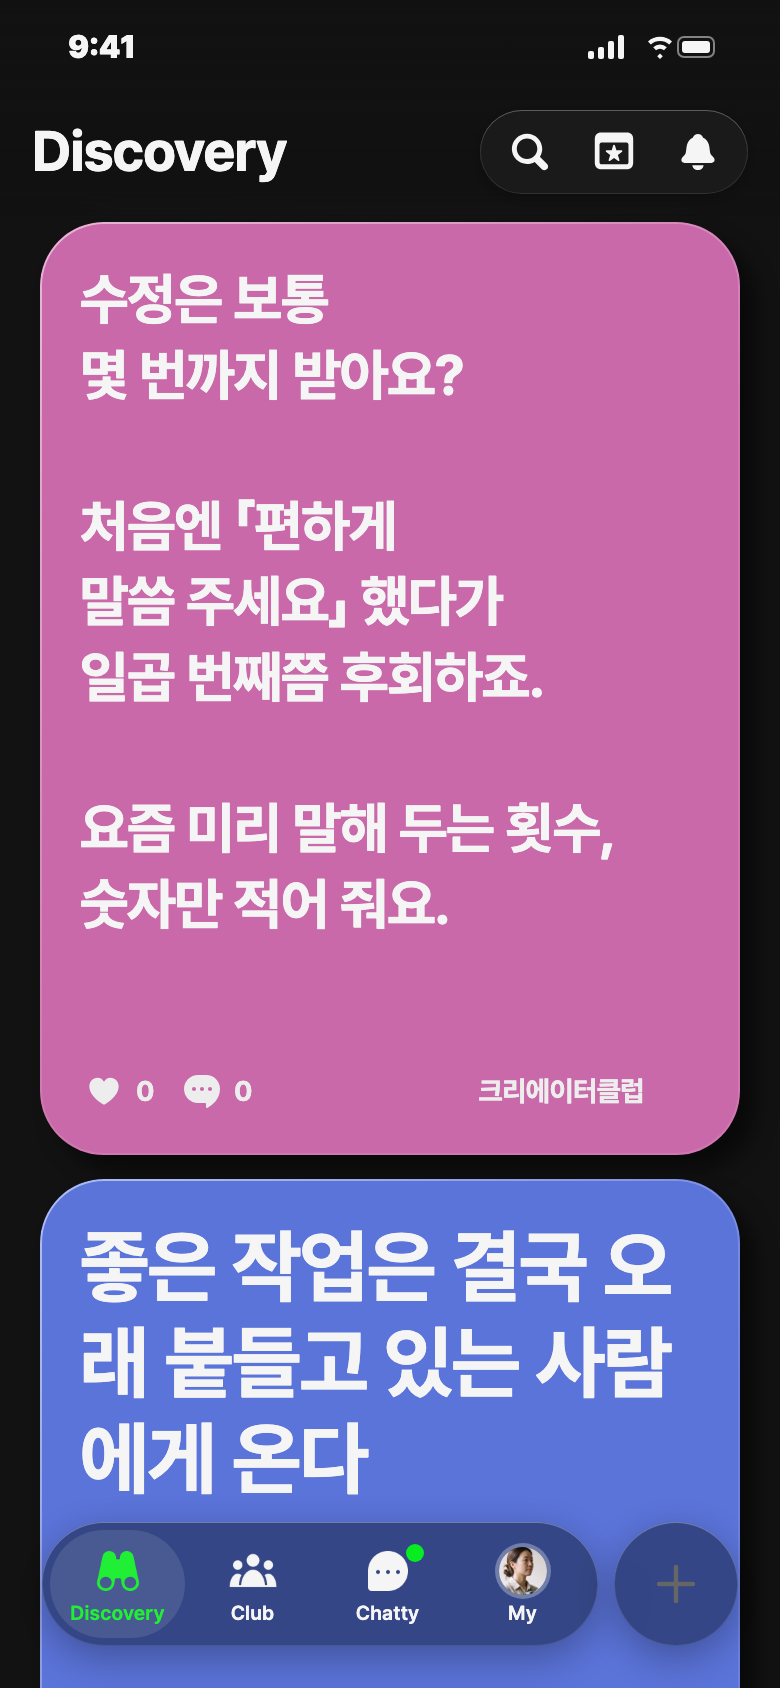 9:41
Discovery
수정은 보통
몇 번까지 받아요?
처음엔 「편하게
말씀 주세요」 했다가
일곱 번째쯤 후회하죠.
요즘 미리 말해 두는 횟수,
숫자만 적어 줘요.
0 0 크리에이터클럽
좋은 작업은 결국 오
래 붙들고 있는 사람
에게 온다
Discovery Club Chatty My